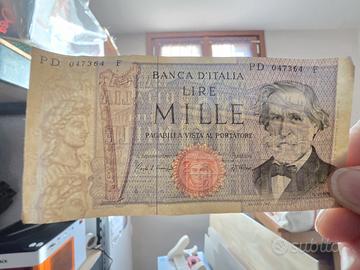 PD 047364 F
PD 047364 F
BANCA D'ITALIA
LIRE
MILLE
PAGABILI A VISTA AL PORTATORE
subito